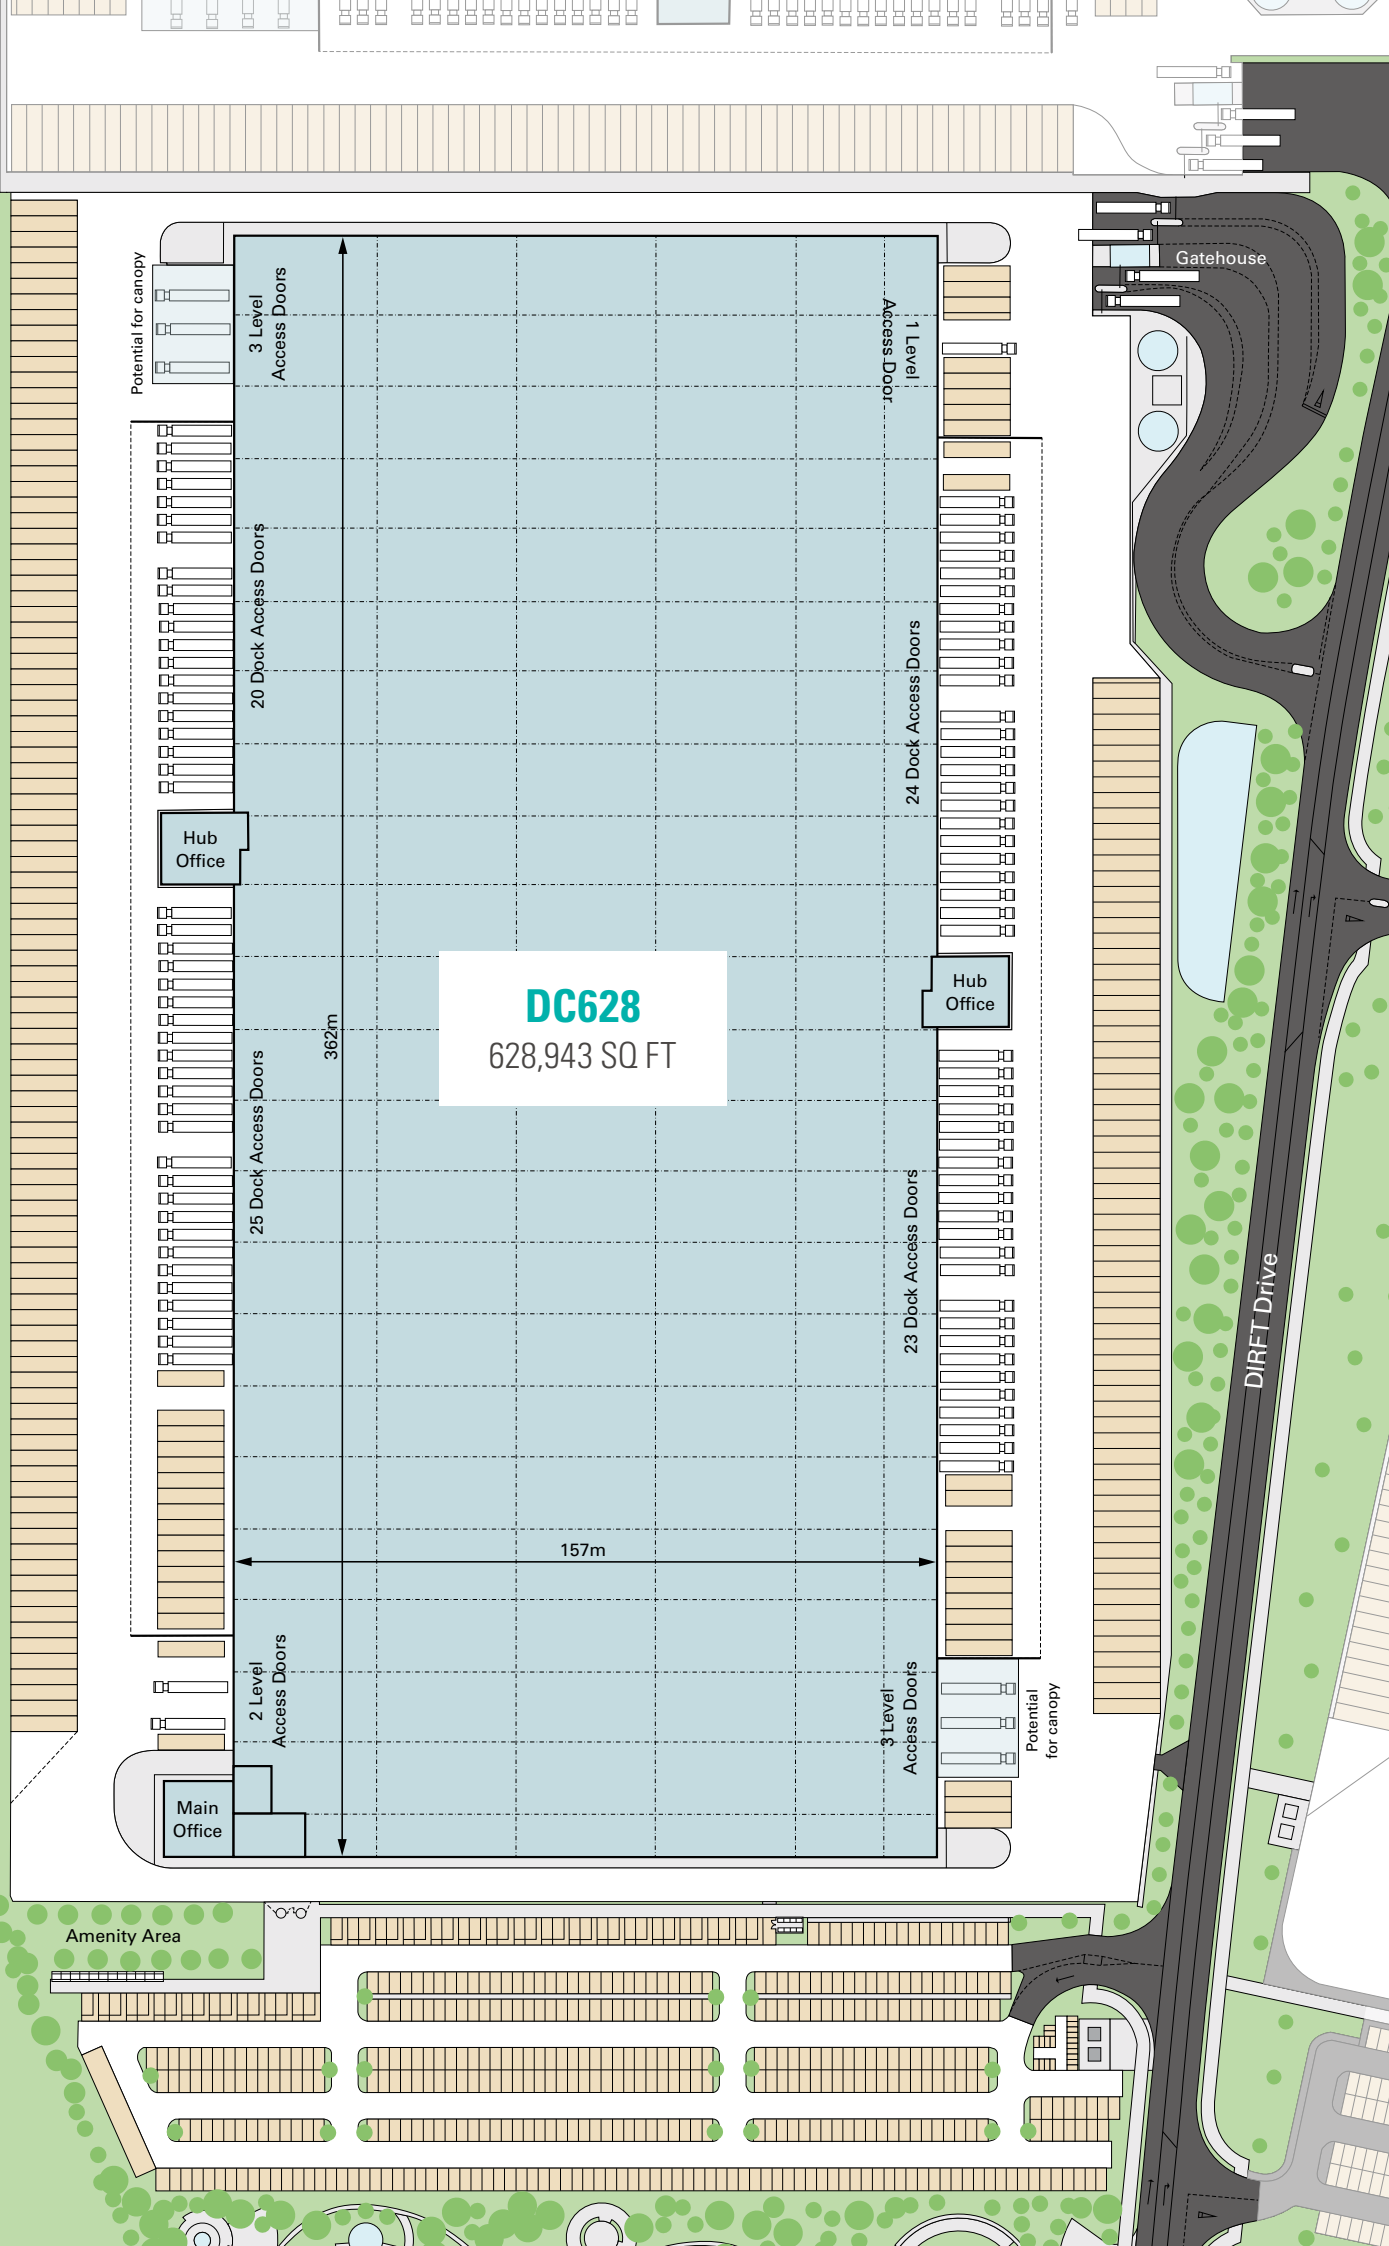 Gatehouse
Potential for canopy
3 Level
Access Doors
1 Level
Access Door
20 Dock Access Doors
24 Dock Access Doors
Hub
Office
Hub
Office
DC628
628,943 SQ FT
362m
25 Dock Access Doors
23 Dock Access Doors
DIRFT Drive
157m
2 Level
Access Doors
3 Level
Access Doors
Potential
for canopy
Main
Office
Amenity Area